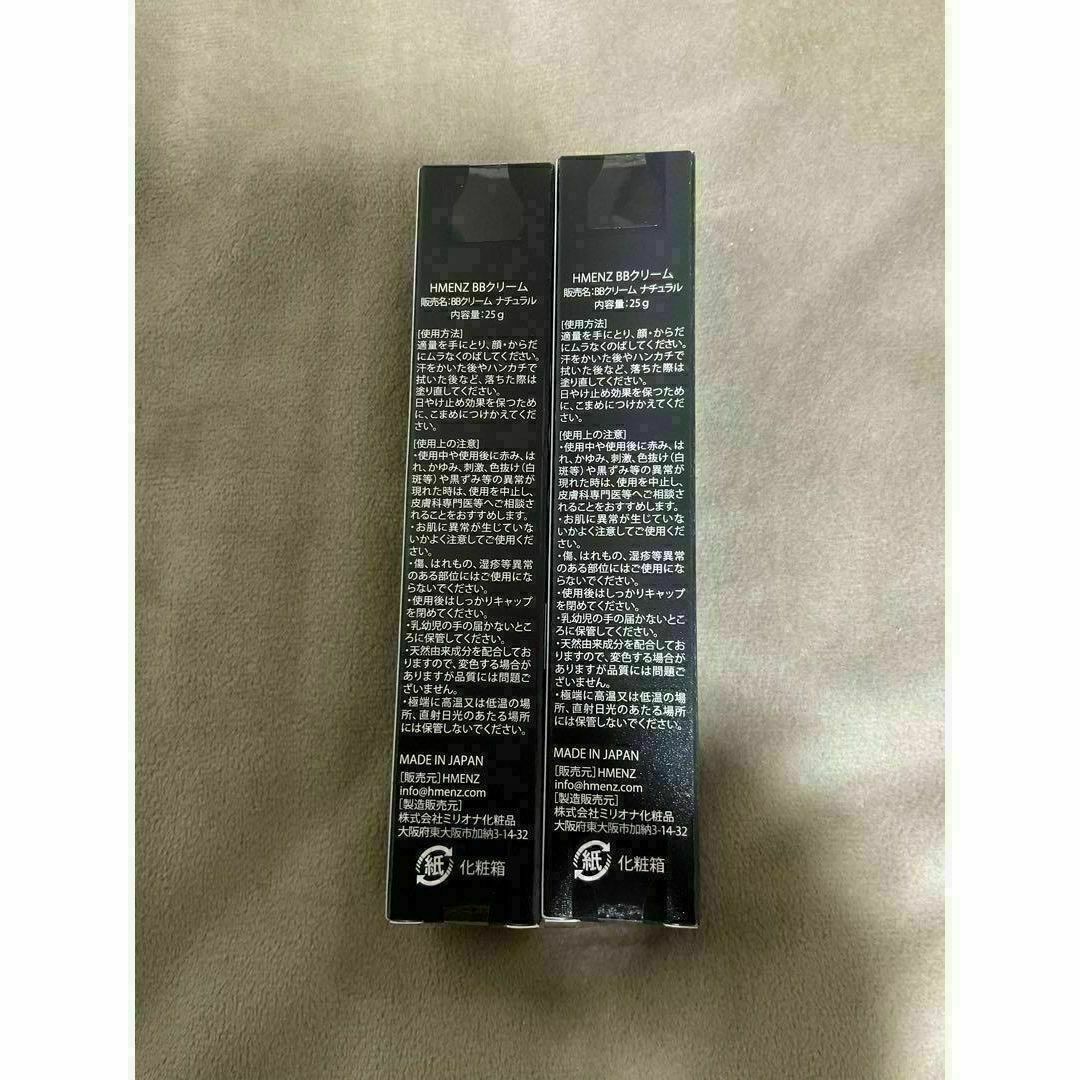 HMENZ BBクリーム
販売名:BBクリーム ナチュラル
内容量:25g
[使用方法]
適量を手にとり、顔・からだ
にムラなくのばしてください。
汗をかいた後やハンカチで
拭いた後など、落ちた際は
塗り直してください。
日やけ止め効果を保つため
に、こまめにつけかえてくだ
さい。
[使用上の注意]
・使用中や使用後に赤み、は
れ、かゆみ、刺激、色抜け(白
斑等)や黒ずみ等の異常が
現れた時は、使用を中止し、
皮膚科専門医等へご相談さ
れることをおすすめします。
・お肌に異常が生じていな
いかよく注意してご使用くだ
さい。
・傷、はれもの、湿疹等異常
のある部位にはご使用にな
らないでください。
・使用後はしっかりキャップ
を閉めてください。
・乳幼児の手の届かないとこ
ろに保管してください。
・天然由来成分を配合してお
りますので、変色する場合が
ありますが品質には問題ご
ざいません。
・極端に高温又は低温の場
所、直射日光のあたる場所
には保管しないでください。
MADE IN JAPAN
[販売元]HMENZ
info@hmenz.com
[製造販売元]
株式会社ミリオナ化粧品
大阪府東大阪市加納3-14-32
紙 化粧箱
HMENZ BBクリーム
販売名:BBクリーム ナチュラル
内容量:25g
[使用方法]
適量を手にとり、顔・からだ
にムラなくのばしてください。
汗をかいた後やハンカチで
拭いた後など、落ちた際は
塗り直してください。
日やけ止め効果を保つため
に、こまめにつけかえてくだ
さい。
[使用上の注意]
・使用中や使用後に赤み、は
れ、かゆみ、刺激、色抜け(白
斑等)や黒ずみ等の異常が
現れた時は、使用を中止し、
皮膚科専門医等へご相談さ
れることをおすすめします。
・お肌に異常が生じていな
いかよく注意してご使用くだ
さい。
・傷、はれもの、湿疹等異常
のある部位にはご使用にな
らないでください。
・使用後はしっかりキャップ
を閉めてください。
・乳幼児の手の届かないとこ
ろに保管してください。
・天然由来成分を配合してお
りますので、変色する場合が
ありますが品質には問題ご
ざいません。
・極端に高温又は低温の場
所、直射日光のあたる場所
には保管しないでください。
MADE IN JAPAN
[販売元]HMENZ
info@hmenz.com
[製造販売元]
株式会社ミリオナ化粧品
大阪府東大阪市加納3-14-32
紙 化粧箱